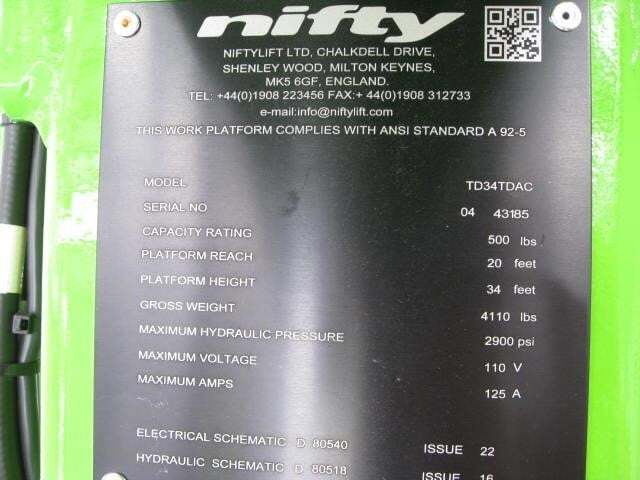 nifty
NIFTYLIFT LTD, CHALKDELL DRIVE,
SHENLEY WOOD, MILTON KEYNES,
MK5 6GF, ENGLAND.
TEL: +44(0)1908 223456 FAX:+ 44(0)1908 312733
e-mail:info@niftylift.com
THIS WORK PLATFORM COMPLIES WITH ANSI STANDARD A 92-5
MODEL TD34TDAC
SERIAL NO 04 43185
CAPACITY RATING 500 lbs
PLATFORM REACH 20 feet
PLATFORM HEIGHT 34 feet
GROSS WEIGHT 4110 lbs
MAXIMUM HYDRAULIC PRESSURE 2900 psi
MAXIMUM VOLTAGE 110 V
MAXIMUM AMPS 125 A
ELECTRICAL SCHEMATIC D 80540 ISSUE 22
HYDRAULIC SCHEMATIC D 80518 ISSUE 16